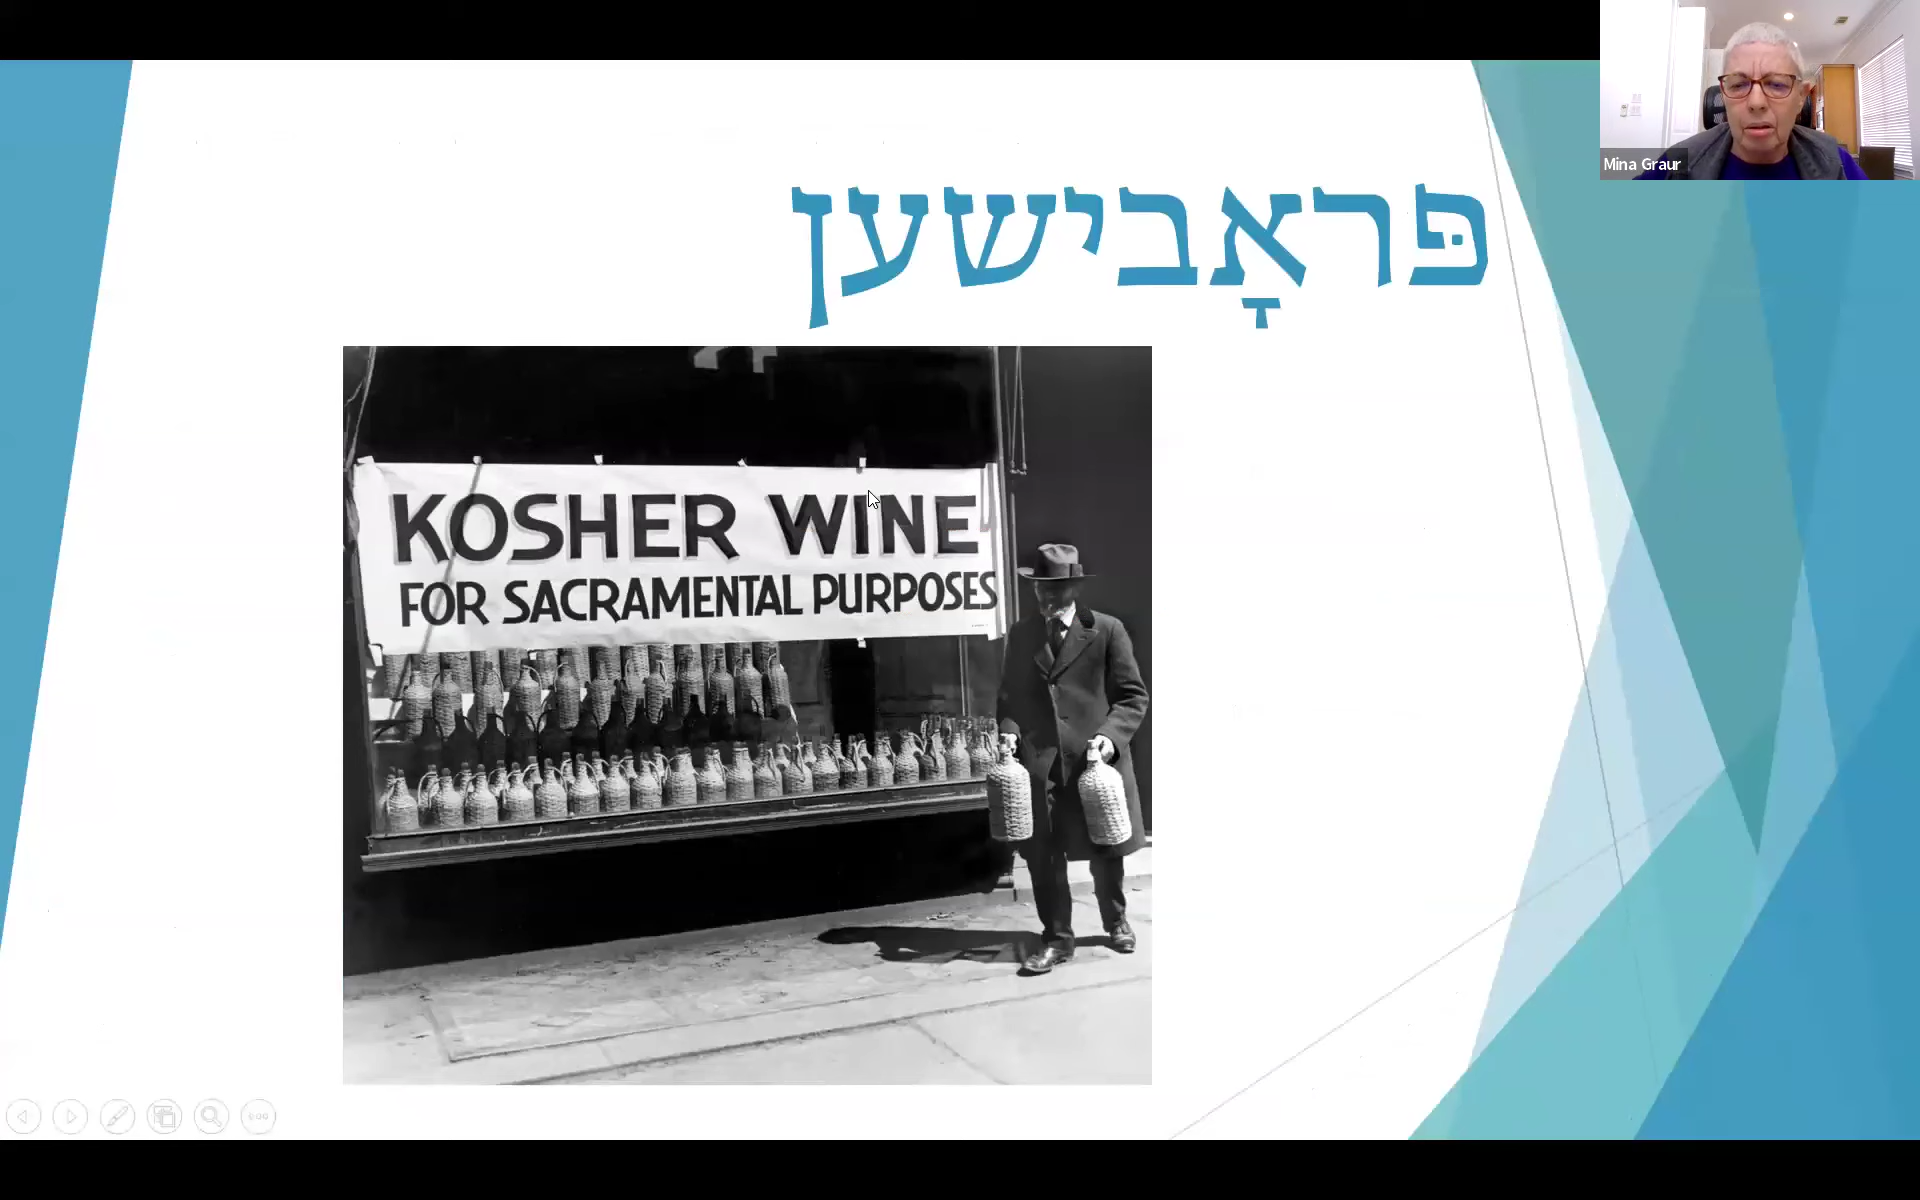 Mina Graur
פּראָבישען
KOSHER WINE
FOR SACRAMENTAL PURPOSES